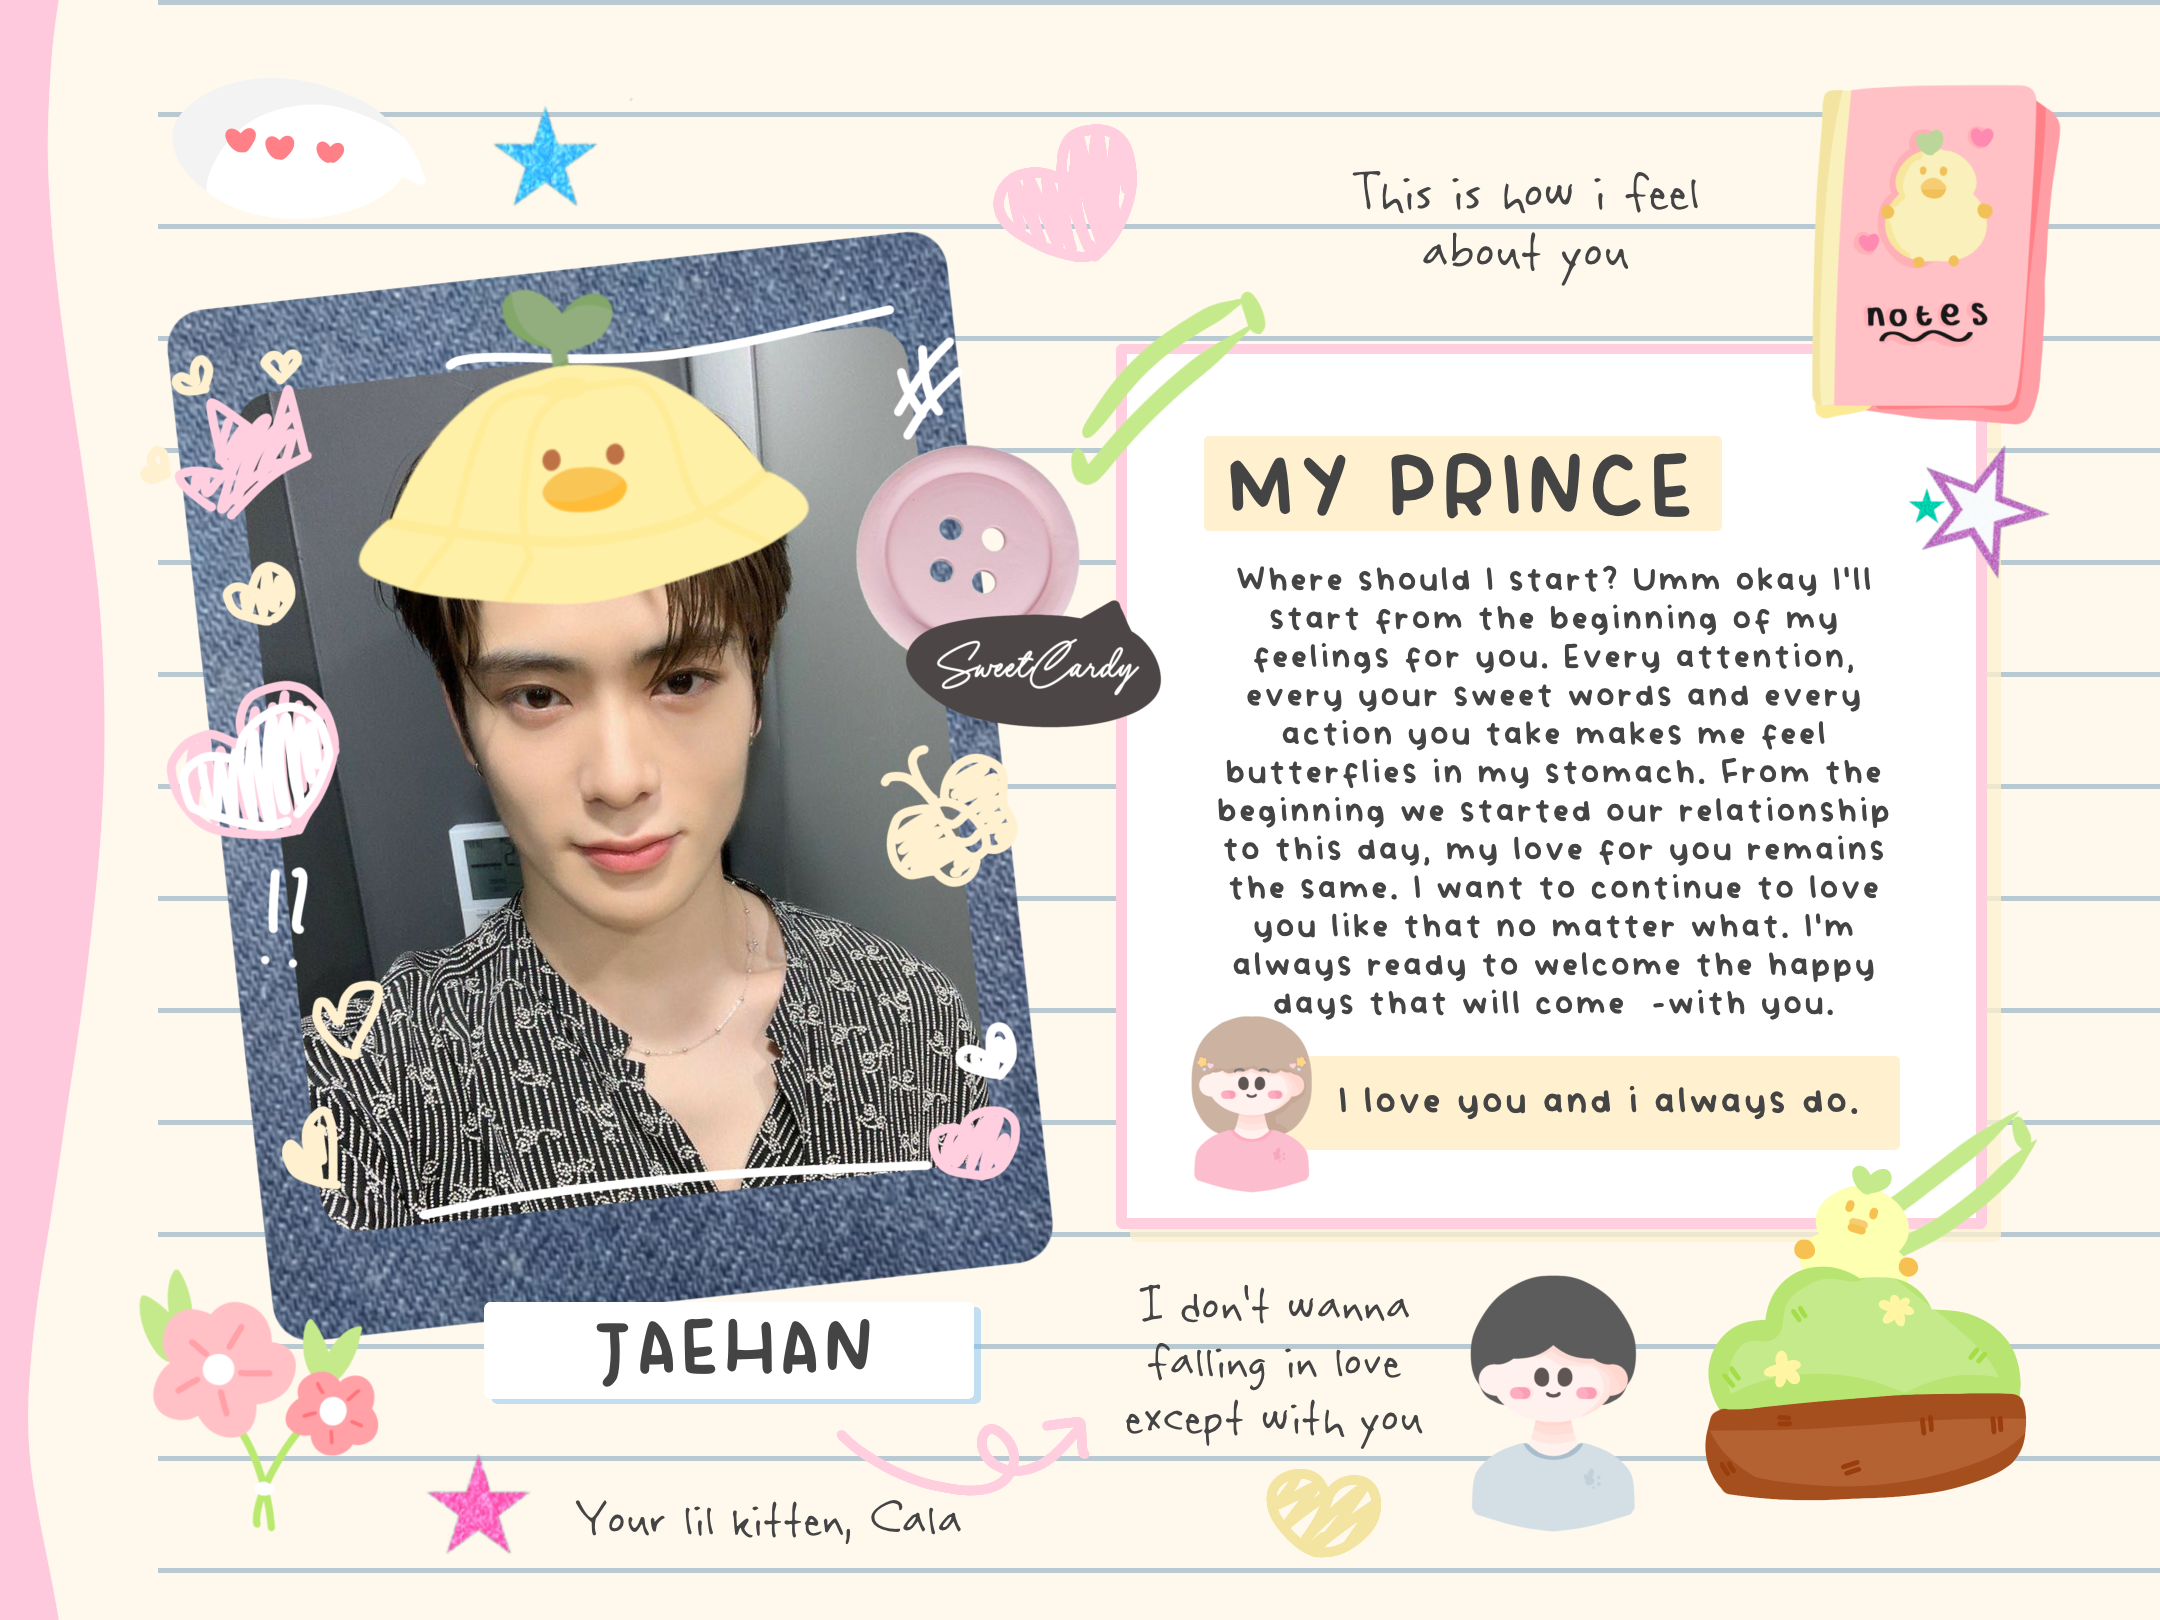 This is how i feel
about you
notes
SweetCardy
MY PRINCE
Where should I start? Umm okay I'll
start from the beginning of my
feelings for you. Every attention,
every your sweet words and every
action you take makes me feel
butterflies in my stomach. From the
beginning we started our relationship
to this day, my love for you remains
the same. I want to continue to love
you like that no matter what. I'm
always ready to welcome the happy
days that will come -with you.
I love you and i always do.
JAEHAN
I don't wanna
falling in love
except with you
Your lil kitten, Cala